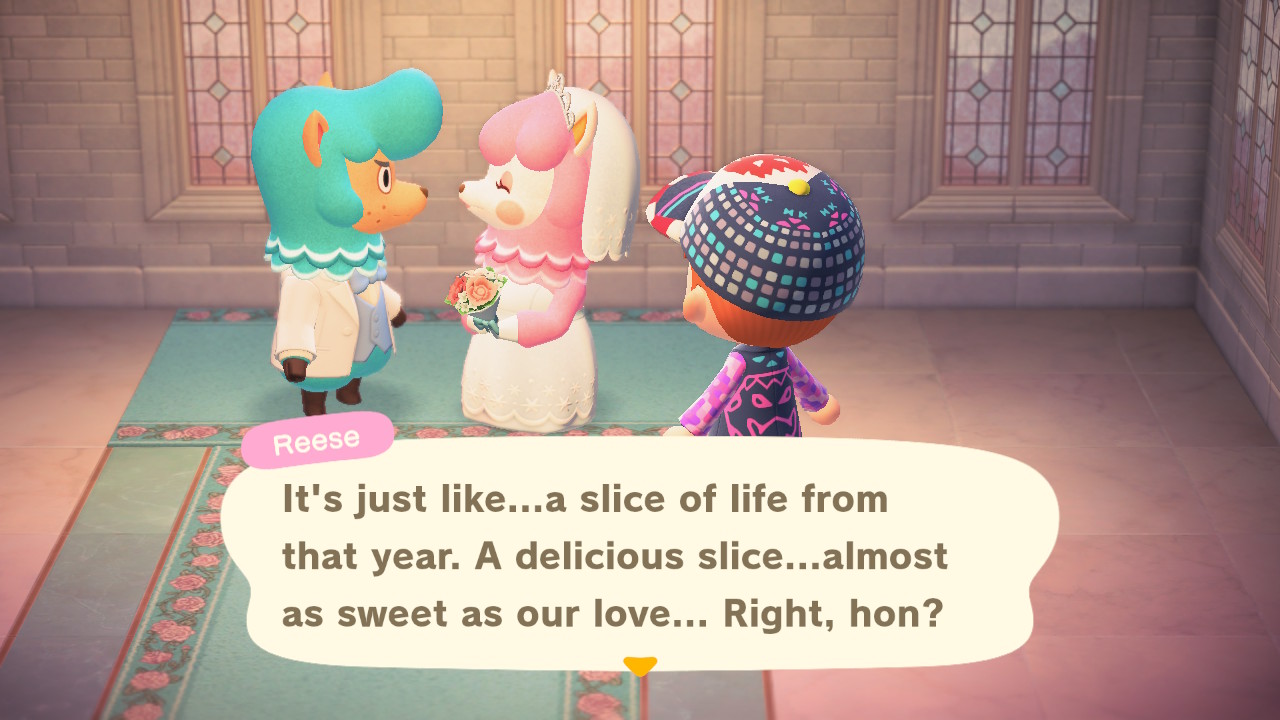 Reese
It's just like...a slice of life from
that year. A delicious slice...almost
as sweet as our love... Right, hon?